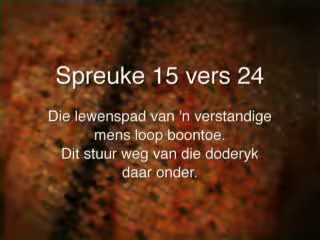 Spreuke 15 vers 24
Die lewenspad van 'n verstandige
mens loop boontoe.
Dit stuur weg van die doderyk
daar onder.